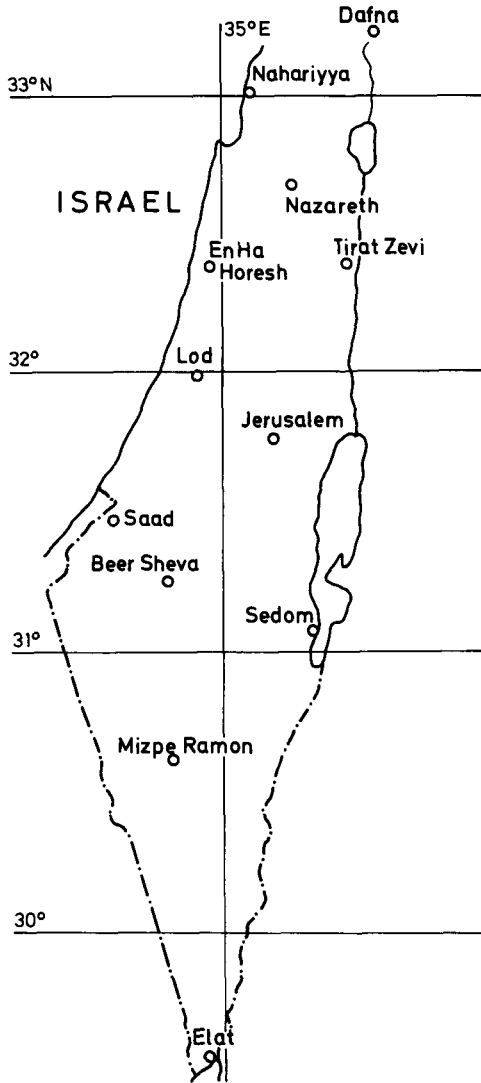 Dafna
35°E
Nahariyya
33°N
ISRAEL
Nazareth
EnHa
Horesh
Tirat Zevi
32°
Lod
Jerusalem
Saad
Beer Sheva
Sedom
31°
Mizpe Ramon
30°
Elat